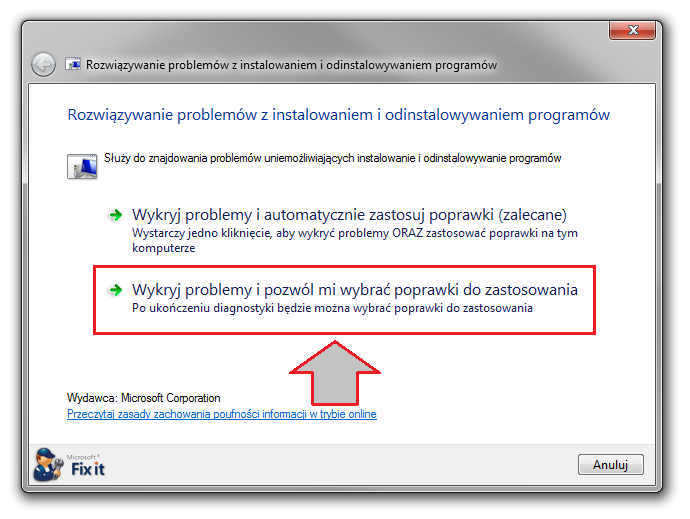 Rozwiązywanie problemów z instalowaniem i odinstalowywaniem programów
Rozwiązywanie problemów z instalowaniem i odinstalowywaniem programów
Służy do znajdowania problemów uniemożliwiających instalowanie i odinstalowywanie programów
Wykryj problemy i automatycznie zastosuj poprawki (zalecane)
Wystarczy jedno kliknięcie, aby wykryć problemy ORAZ zastosować poprawki na tym
komputerze
Wykryj problemy i pozwól mi wybrać poprawki do zastosowania
Po ukończeniu diagnostyki będzie można wybrać poprawki do zastosowania
Wydawca: Microsoft Corporation
Przeczytaj zasady zachowania poufności informacji w trybie online
Microsoft®
Fix it
Anuluj